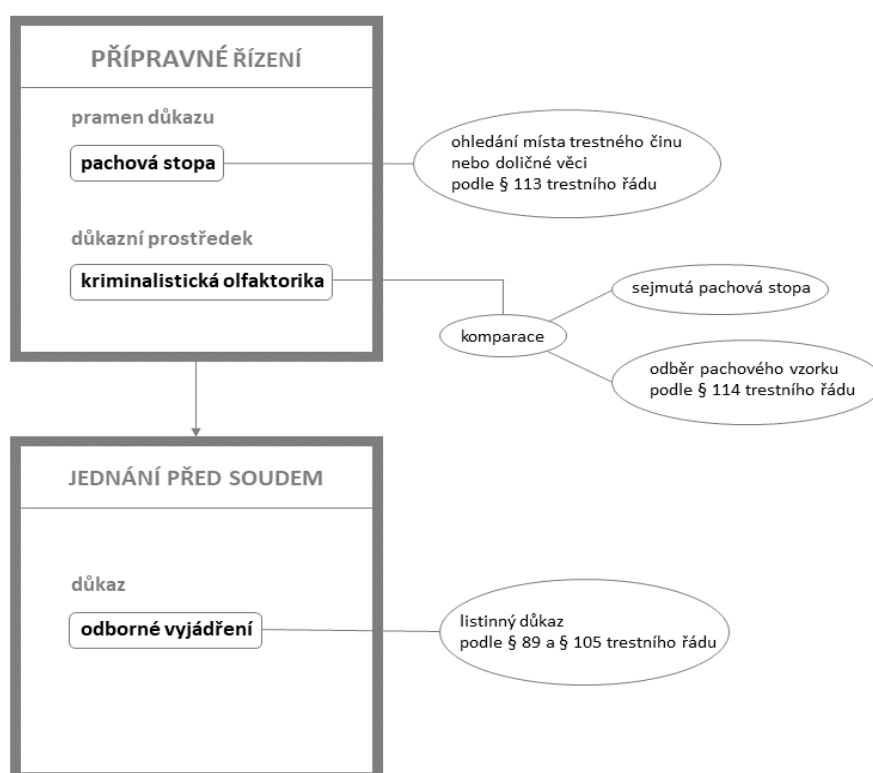 PŘÍPRAVNÉ ŘÍZENÍ
pramen důkazu
pachová stopa
ohledání místa trestného činu
nebo doličné věci
podle § 113 trestního řádu
důkazní prostředek
kriminalistická olfaktorika
komparace
sejmutá pachová stopa
odběr pachového vzorku
podle § 114 trestního řádu
JEDNÁNÍ PŘED SOUDEM
důkaz
odborné vyjádření
listinný důkaz
podle § 89 a § 105 trestního řádu